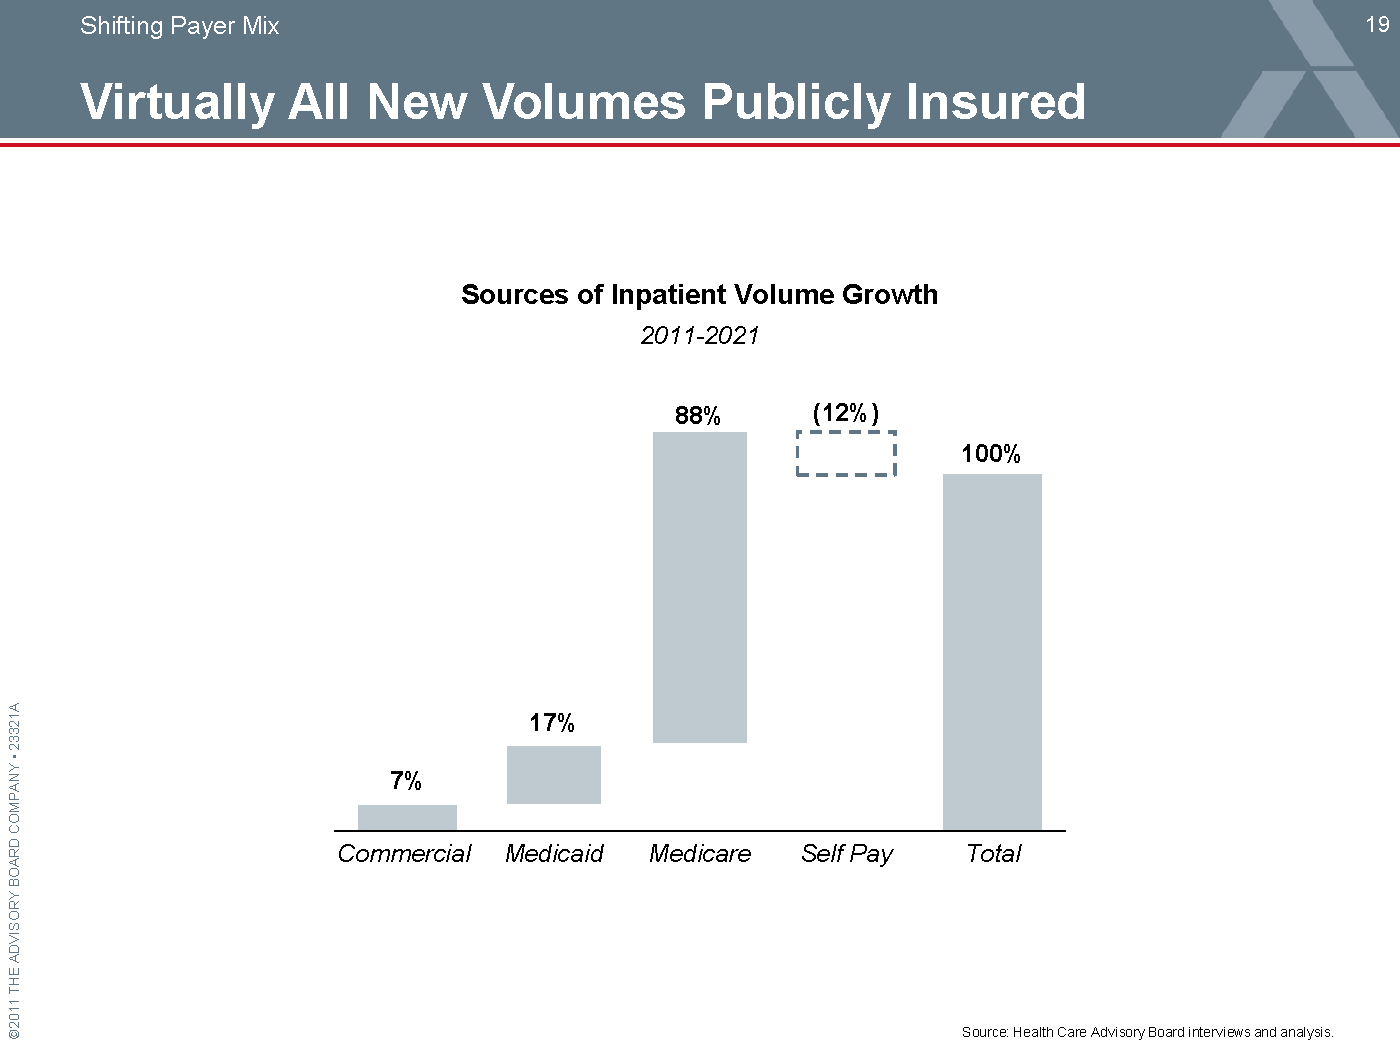 Shifting Payer Mix
19
Virtually All New Volumes Publicly Insured
Sources of Inpatient Volume Growth
2011-2021
88%
(12%)
100%
17%
7%
Commercial
Medicaid
Medicare
Self Pay
Total
©2011 THE ADVISORY BOARD COMPANY • 23321A
Source: Health Care Advisory Board interviews and analysis.